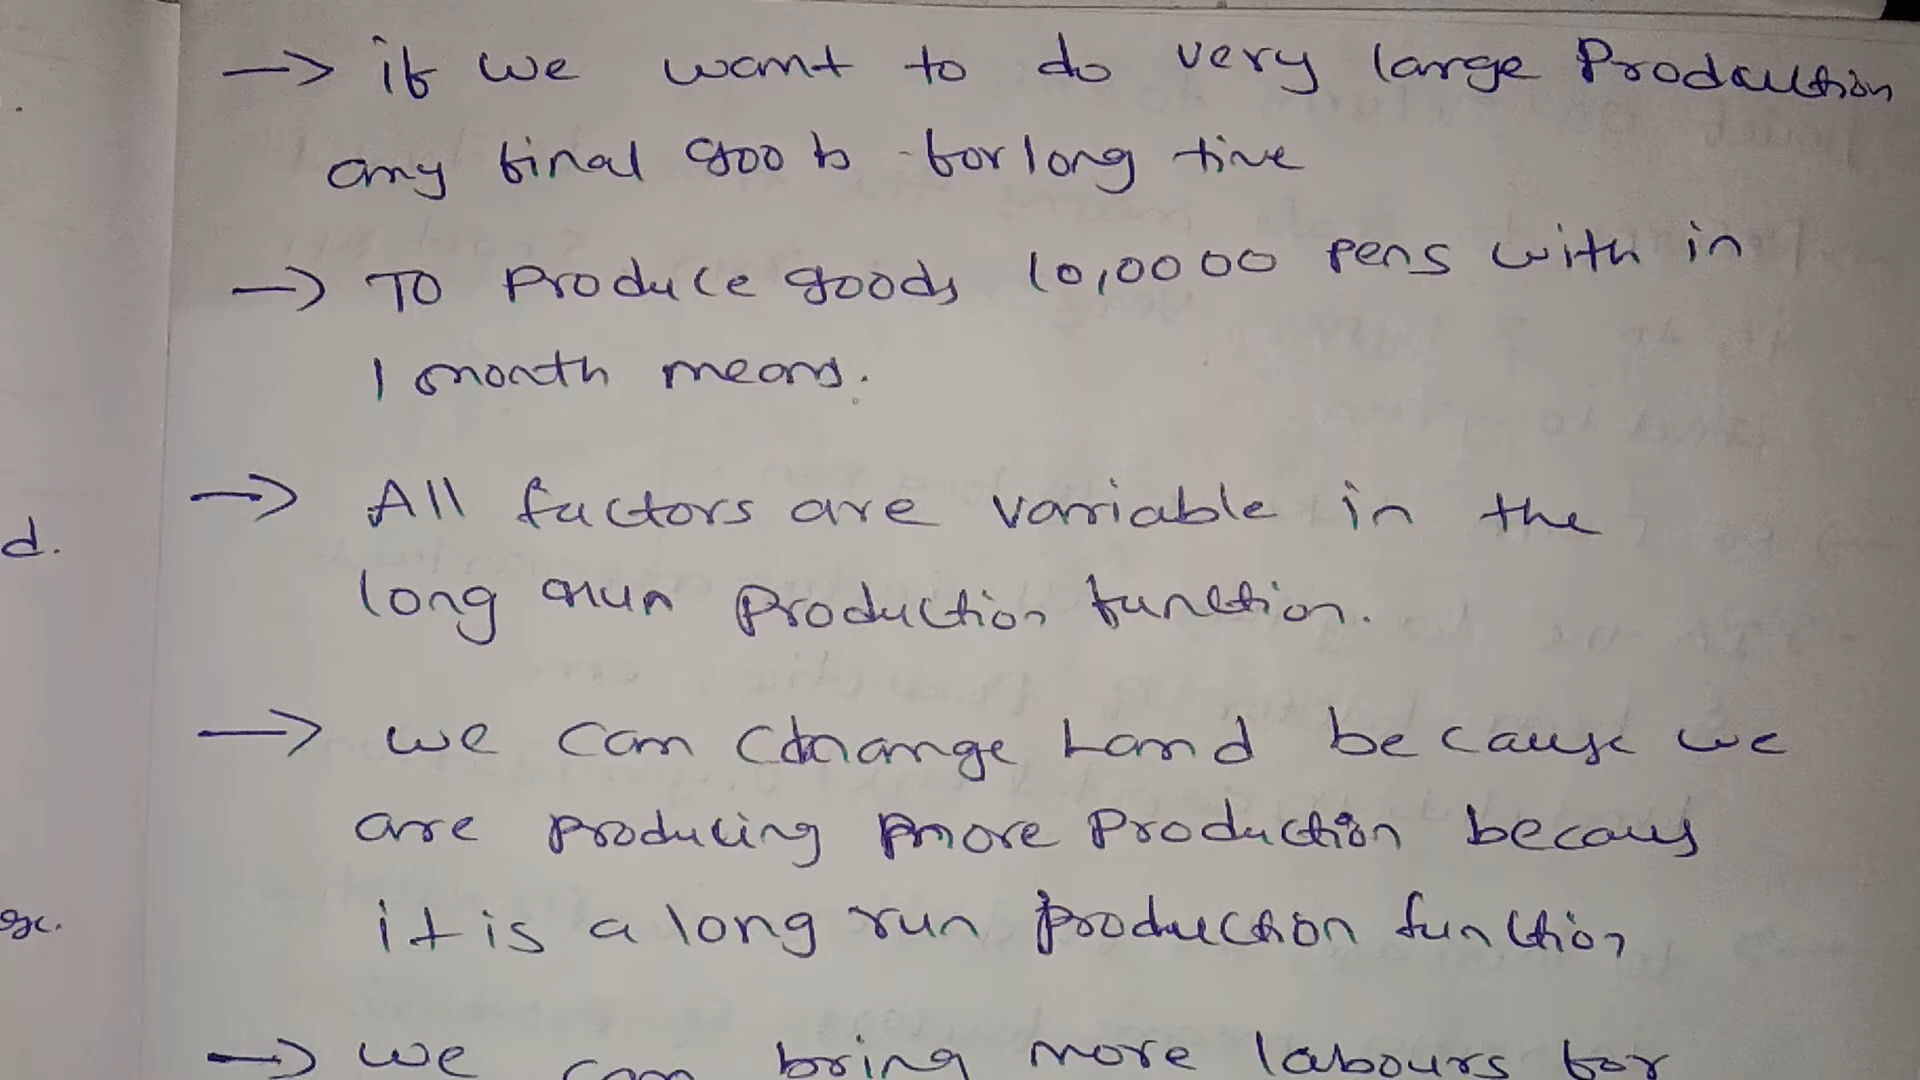 → if we want to do very large Production
any final goods for long time
→ To Produce goods 10,0000 pens with in
1 month means.
→ All factors are variable in the
d.
long run production function.
→ we can change Land because we
are producing more Production becaus
it is a long run production function
→ we can bring more labours for